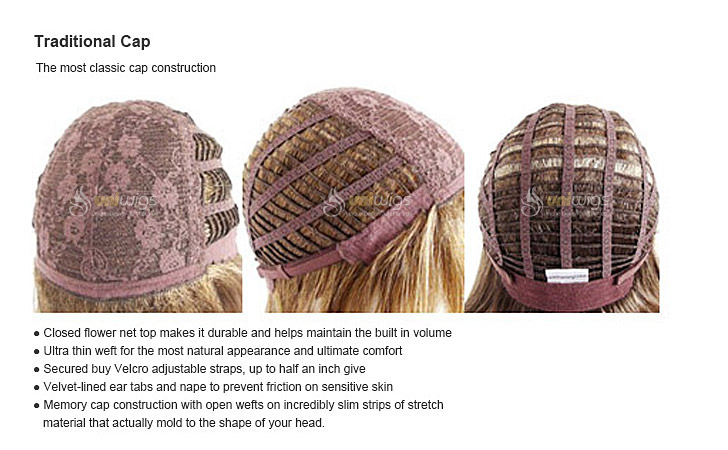 Traditional Cap
The most classic cap construction
uniwigs
uniwigs
uniwigs
● Closed flower net top makes it durable and helps maintain the built in volume
● Ultra thin weft for the most natural appearance and ultimate comfort
● Secured buy Velcro adjustable straps, up to half an inch give
● Velvet-lined ear tabs and nape to prevent friction on sensitive skin
● Memory cap construction with open wefts on incredibly slim strips of stretch
material that actually mold to the shape of your head.